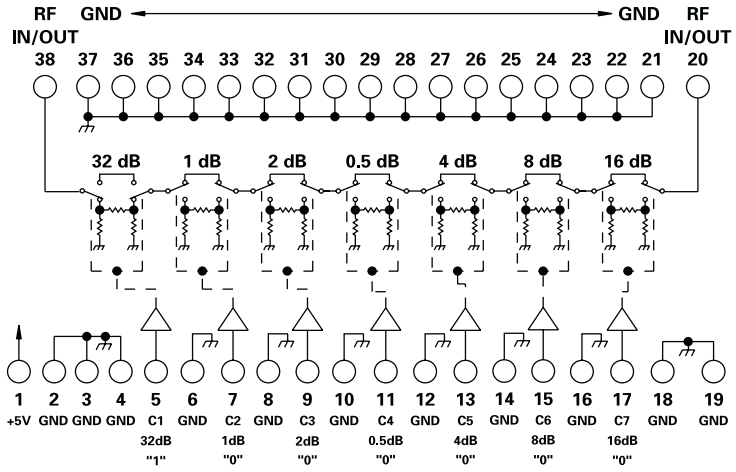 RF GND GND RF
IN/OUT IN/OUT
38 37 36 35 34 33 32 31 30 29 28 27 26 25 24 23 22 21 20
32 dB 1 dB 2 dB 0.5 dB 4 dB 8 dB 16 dB
1 2 3 4 5 6 7 8 9 10 11 12 13 14 15 16 17 18 19
+5V GND GND GND C1 GND C2 GND C3 GND C4 GND C5 GND C6 GND C7 GND GND
32dB 1dB 2dB 0.5dB 4dB 8dB 16dB
"1" "0" "0" "0" "0" "0" "0"